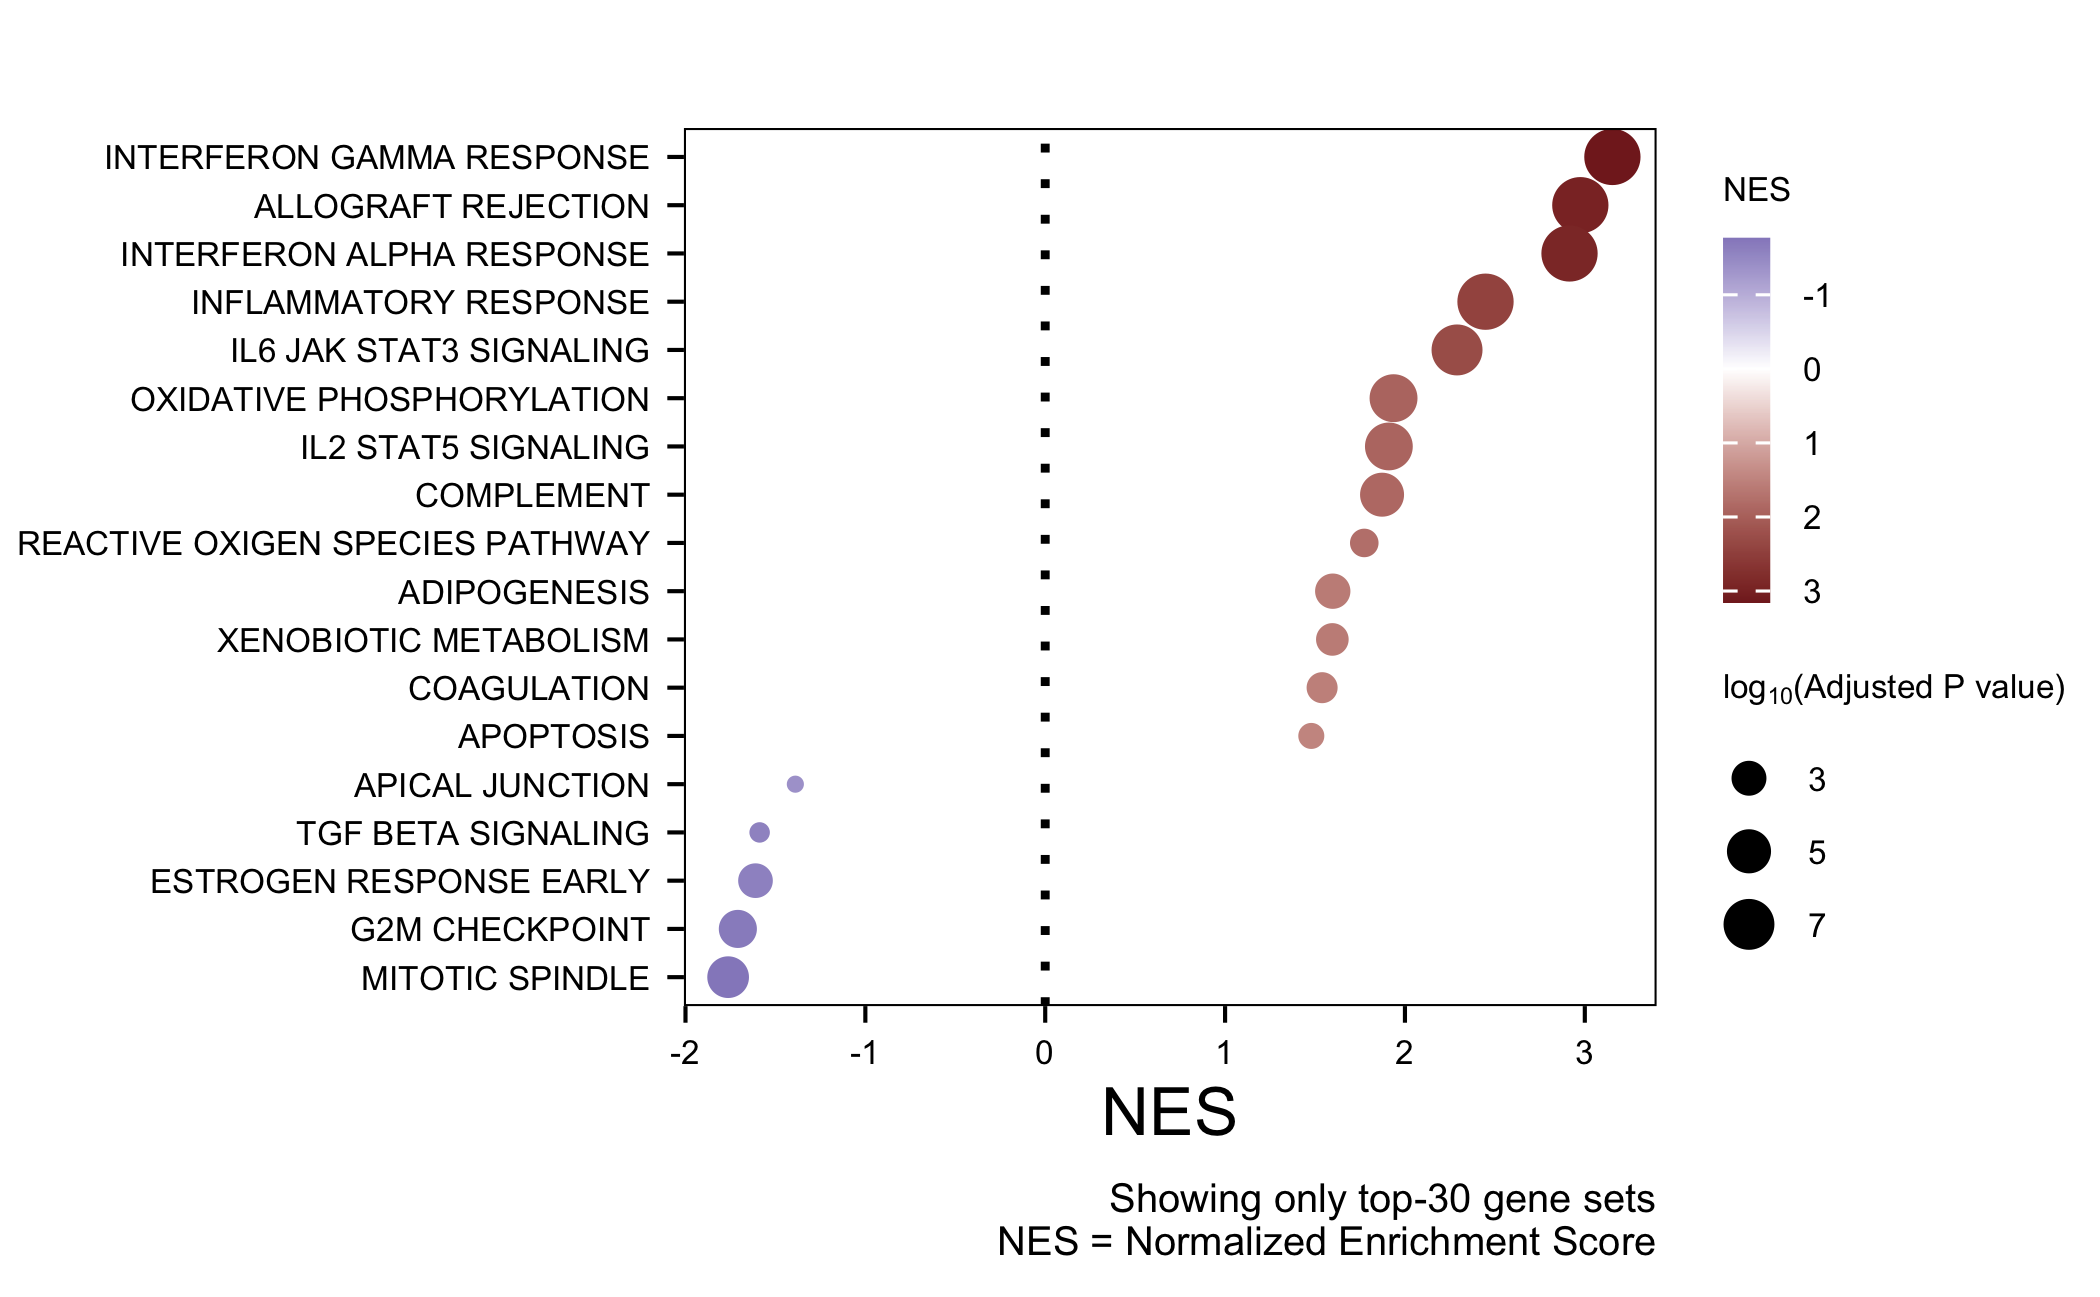 INTERFERON GAMMA RESPONSE
ALLOGRAFT REJECTION
INTERFERON ALPHA RESPONSE
INFLAMMATORY RESPONSE
IL6 JAK STAT3 SIGNALING
OXIDATIVE PHOSPHORYLATION
IL2 STAT5 SIGNALING
COMPLEMENT
REACTIVE OXIGEN SPECIES PATHWAY
ADIPOGENESIS
XENOBIOTIC METABOLISM
COAGULATION
APOPTOSIS
APICAL JUNCTION
TGF BETA SIGNALING
ESTROGEN RESPONSE EARLY
G2M CHECKPOINT
MITOTIC SPINDLE
-2 -1 0 1 2 3
NES
Showing only top-30 gene sets
NES = Normalized Enrichment Score
NES
-1
0
1
2
3
log₁₀(Adjusted P value)
3
5
7